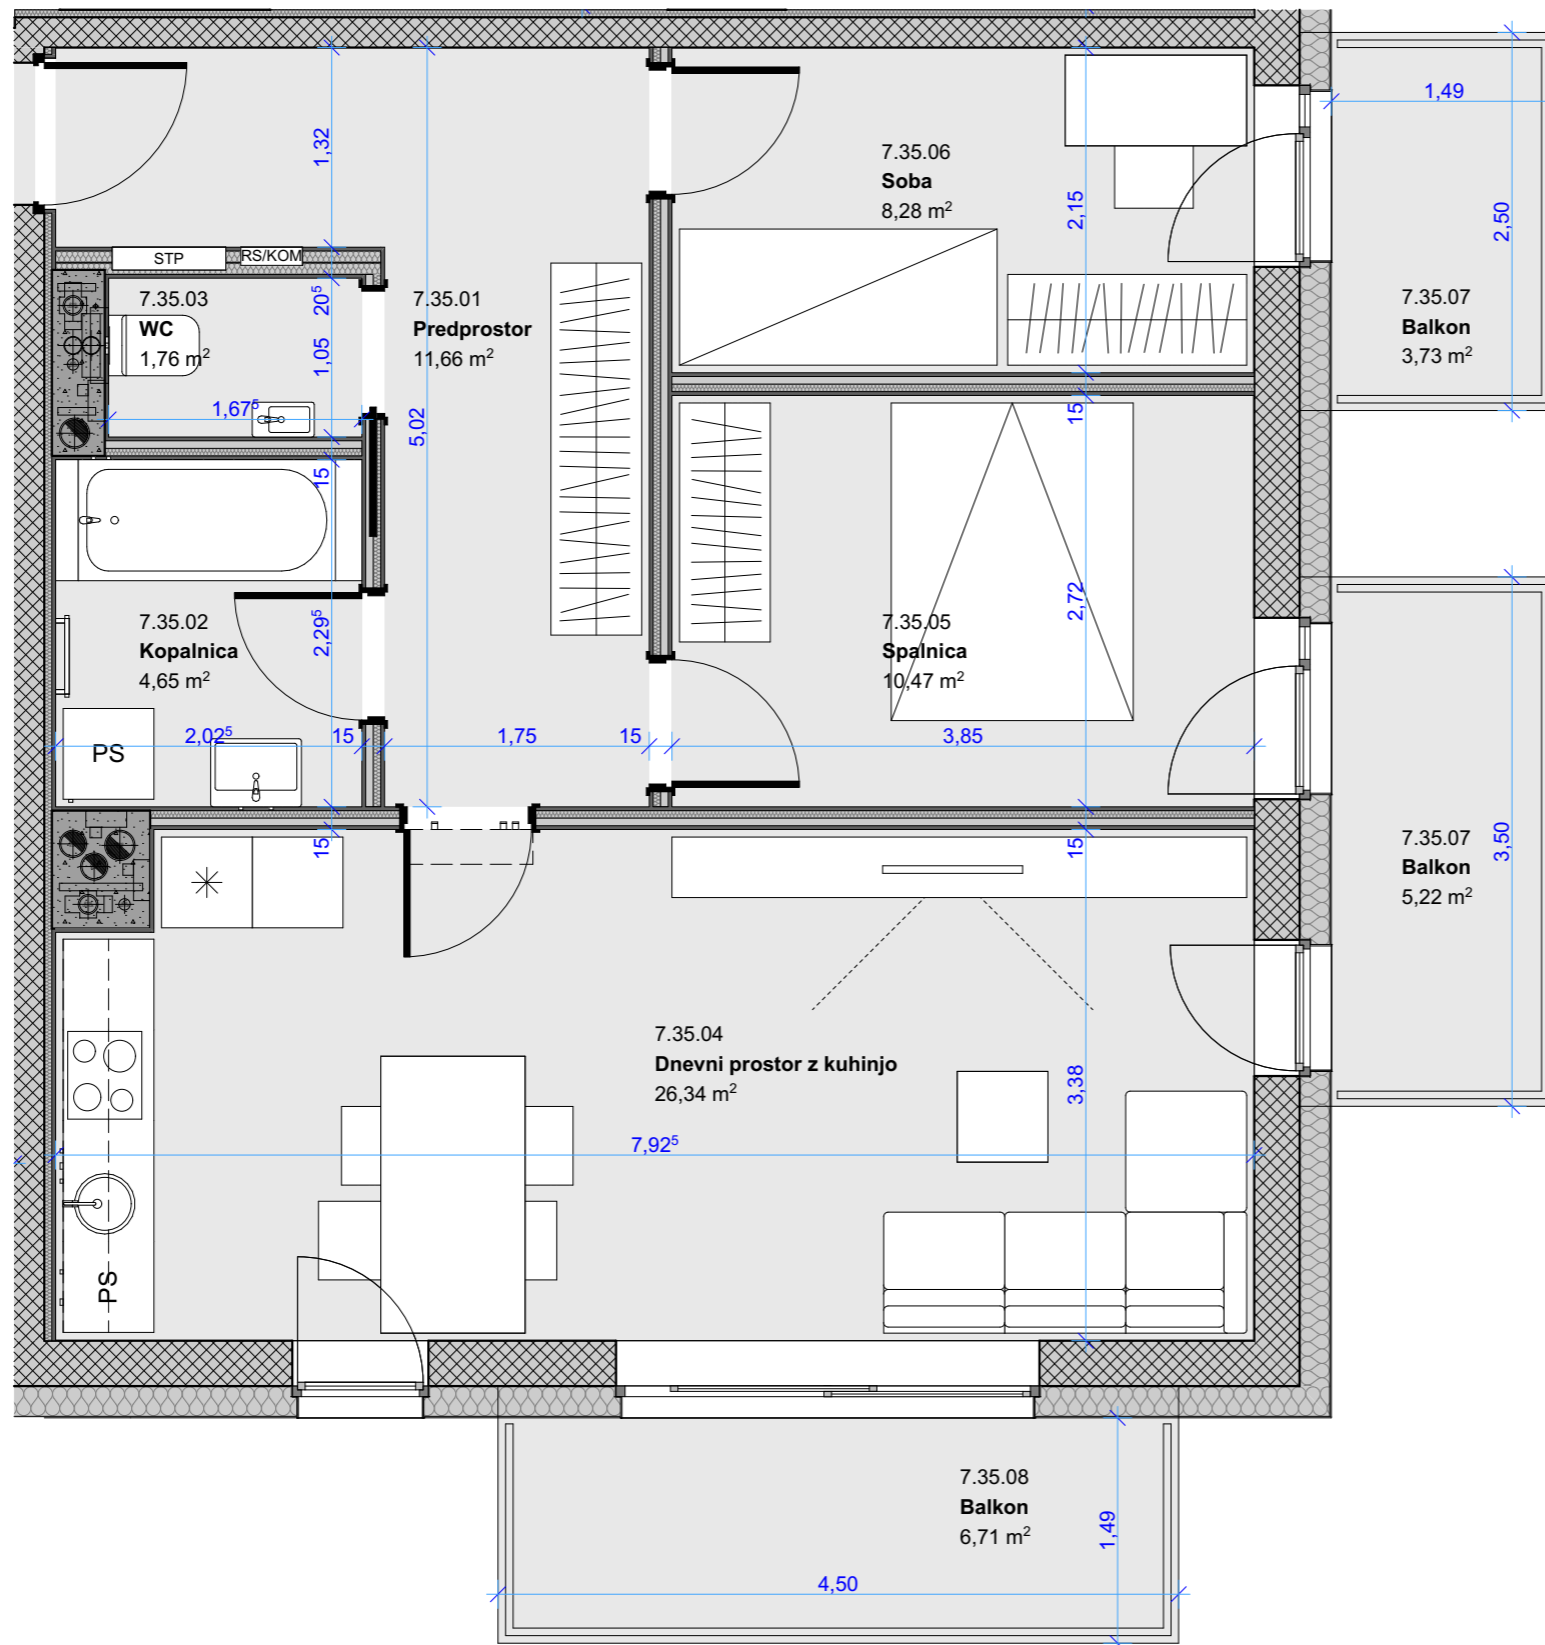 1,32
5,02
7.35.06
Soba
8,28 m²
2,15
1,49
2,50
STP
RS/KOM
7.35.03
WC
1,76 m²
20⁵
1,05
1,67⁵
7.35.01
Predprostor
11,66 m²
7.35.07
Balkon
3,73 m²
15
15
7.35.02
Kopalnica
4,65 m²
2,29⁵
7.35.05
Spalnica
10,47 m²
2,72
2,02⁵
15
1,75
15
3,85
PS
15
15
7.35.07
Balkon
5,22 m²
3,50
7.35.04
Dnevni prostor z kuhinjo
26,34 m²
3,38
7,92⁵
PS
7.35.08
Balkon
6,71 m²
1,49
4,50